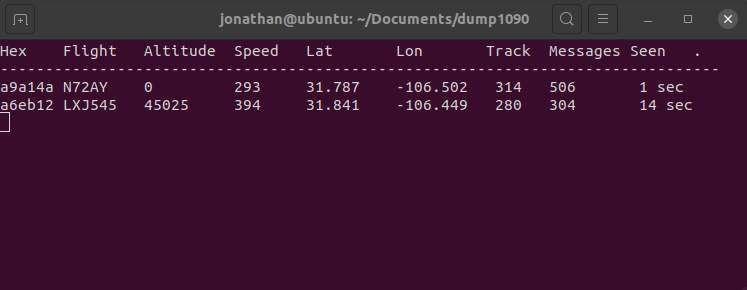 jonathan@ubuntu: ~/Documents/dump1090
Hex    Flight   Altitude  Speed   Lat       Lon       Track  Messages Seen   .
--------------------------------------------------------------------------------
a9a14a N72AY    0         293     31.787    -106.502   314   506       1 sec
a6eb12 LXJ545   45025     394     31.841    -106.449   280   304       14 sec